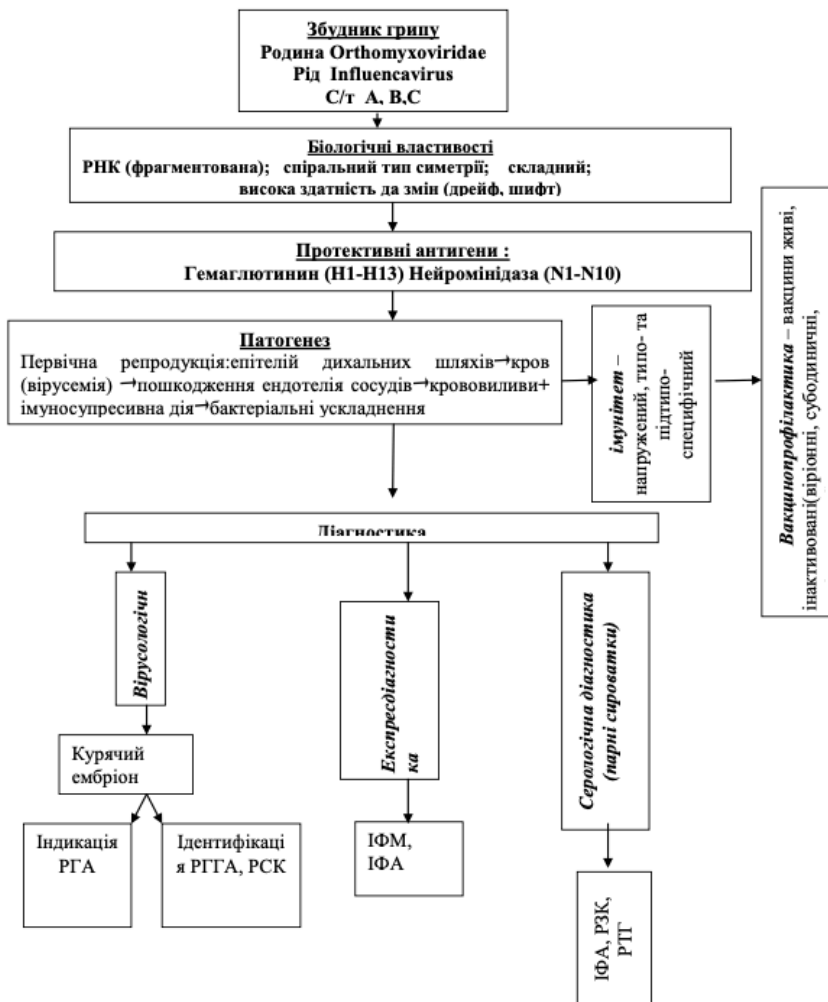 Збудник грипу
Родина Orthomyxoviridae
Рід Influencavirus
С/т А, В,С
Біологічні властивості
РНК (фрагментована); спіральний тип симетрії; складний;
висока здатність да змін (дрейф, шифт)
Протективні антигени :
Гемаглютинин (Н1-Н13) Нейромінідаза (N1-N10)
Патогенез
Первічна репродукція:епітелій дихальних шляхів→кров
(вірусемія) →пошкодження ендотелія сосудів→крововиливи+
імуносупресивна дія→бактеріальні ускладнення
імунітет –
напружений, типо- та
підтипо-
специфічний
Вакцинопрофілактика – вакцини живі,
інактивовані(віріонні, субодиничні,
Діагностика
Вірусологічн
Курячий
ембріон
Індикація
РГА
Ідентифікаці
я РГГА, РСК
Експресдіагности
ка
ІФМ,
ІФА
Серологічна діагностика
(парні сироватки)
ІФА, РЗК,
РТГ